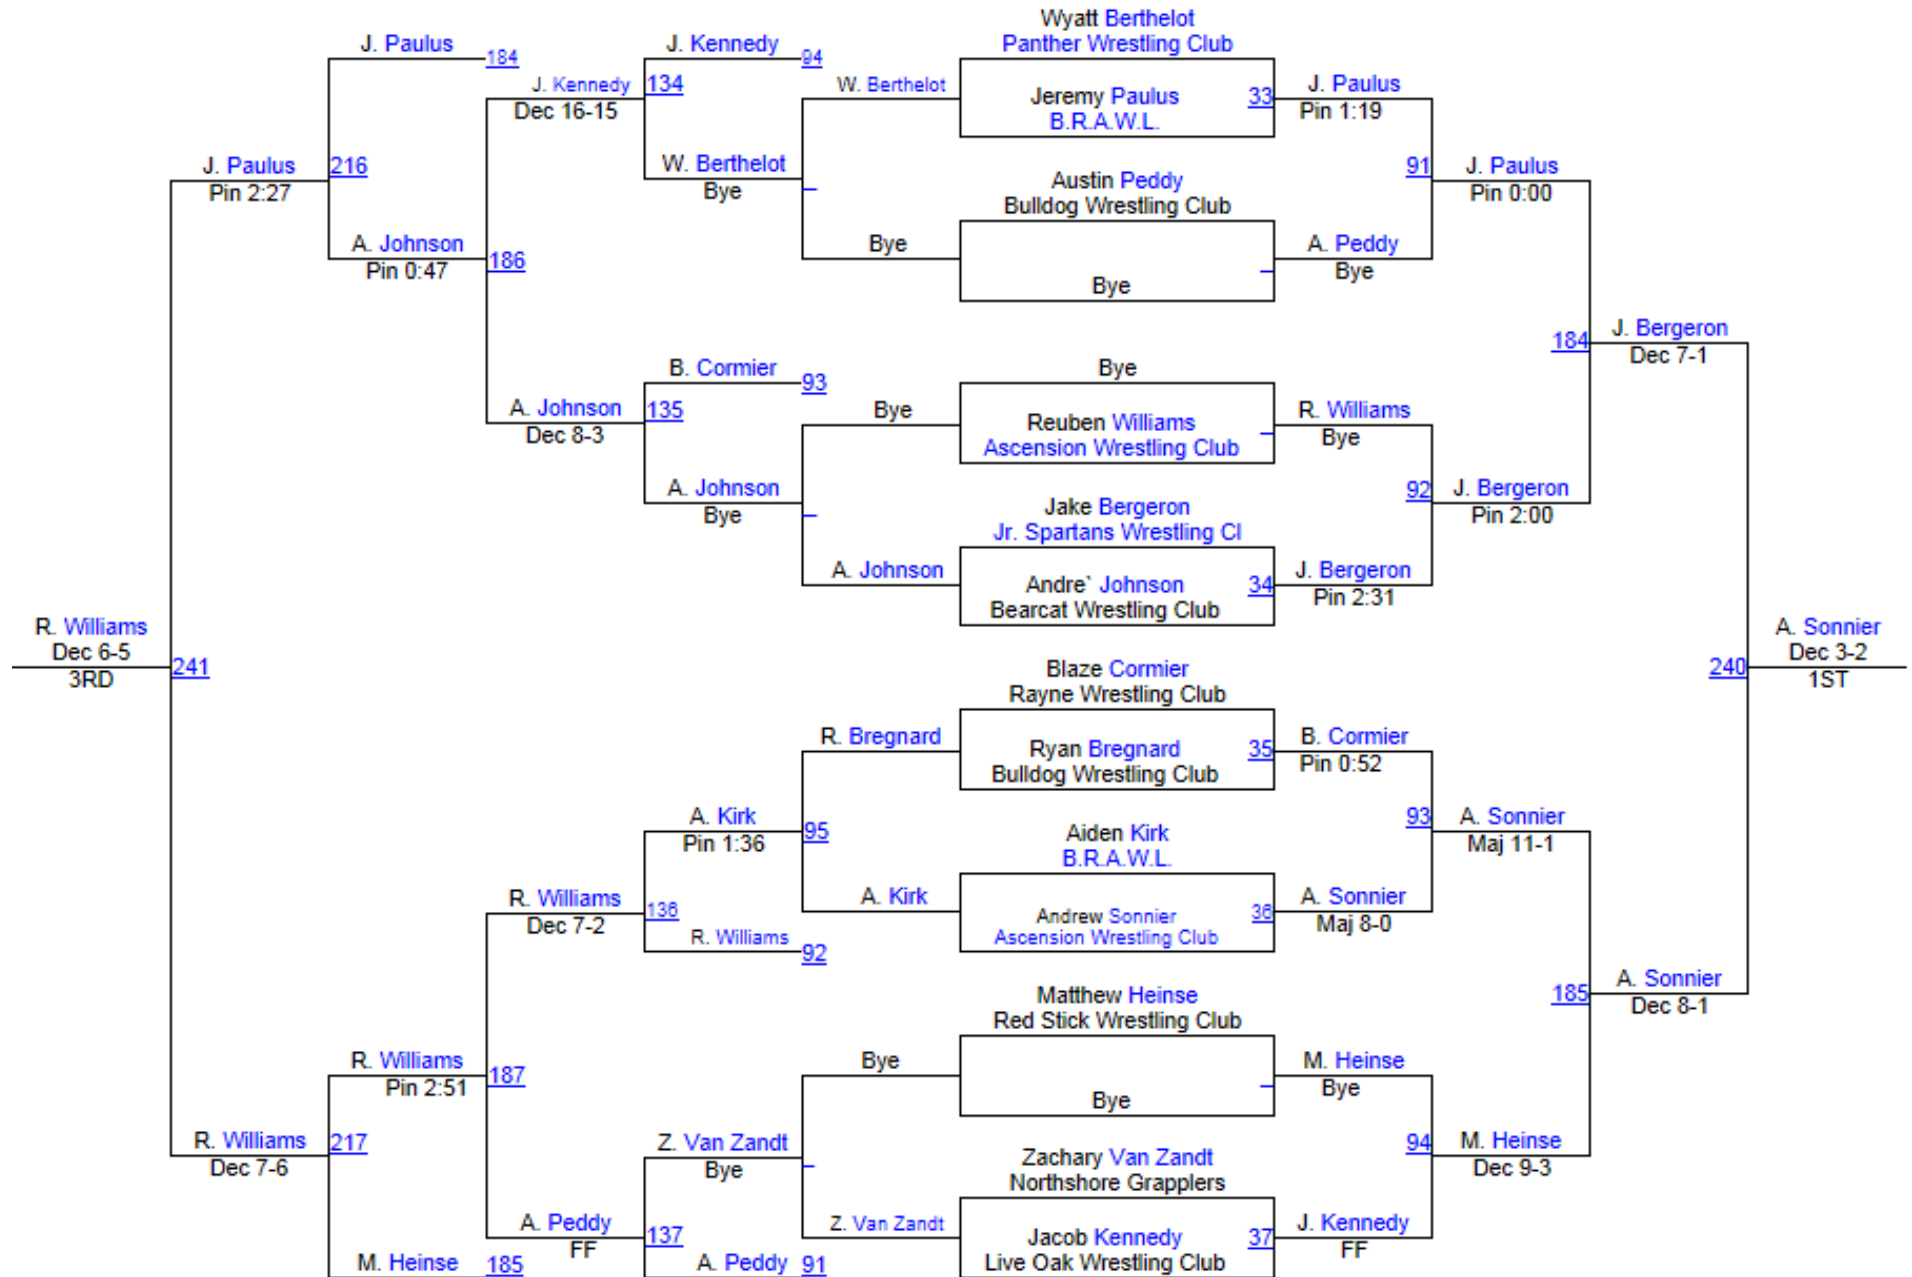 Wyatt Berthelot
J. Paulus J. Kennedy Panther Wrestling Club
184 94
J. Kennedy 134 W. Berthelot Jeremy Paulus 33 J. Paulus
Dec 16-15 B.R.A.W.L. Pin 1:19
J. Paulus 216 W. Berthelot 91 J. Paulus
Pin 2:27 Bye Austin Peddy Pin 0:00
Bulldog Wrestling Club
A. Johnson Bye A. Peddy
Pin 0:47 186 Bye Bye
184 J. Bergeron
B. Cormier Bye Dec 7-1
93
A. Johnson 135 Bye Reuben Williams R. Williams
Dec 8-3 Ascension Wrestling Club Bye
A. Johnson 92 J. Bergeron
Bye Jake Bergeron Pin 2:00
Jr. Spartans Wrestling Cl
A. Johnson Andre` Johnson 34 J. Bergeron
Bearcat Wrestling Club Pin 2:31
R. Williams A. Sonnier
Dec 6-5 Dec 3-2
3RD 241 Blaze Cormier 240 1ST
Rayne Wrestling Club
R. Bregnard Ryan Bregnard 35 B. Cormier
Bulldog Wrestling Club Pin 0:52
A. Kirk 95 Aiden Kirk 93 A. Sonnier
Pin 1:36 B.R.A.W.L. Maj 11-1
R. Williams 136 A. Kirk Andrew Sonnier 36 A. Sonnier
Dec 7-2 Ascension Wrestling Club Maj 8-0
R. Williams 92
Matthew Heinse 185 A. Sonnier
Red Stick Wrestling Club Dec 8-1
R. Williams 187 Bye M. Heinse
Pin 2:51 Bye Bye
R. Williams 217 Z. Van Zandt Zachary Van Zandt 94 M. Heinse
Dec 7-6 Bye Northshore Grapplers Dec 9-3
A. Peddy 137 Z. Van Zandt Jacob Kennedy 37 J. Kennedy
FF Live Oak Wrestling Club FF
M. Heinse 185 A. Peddy 91